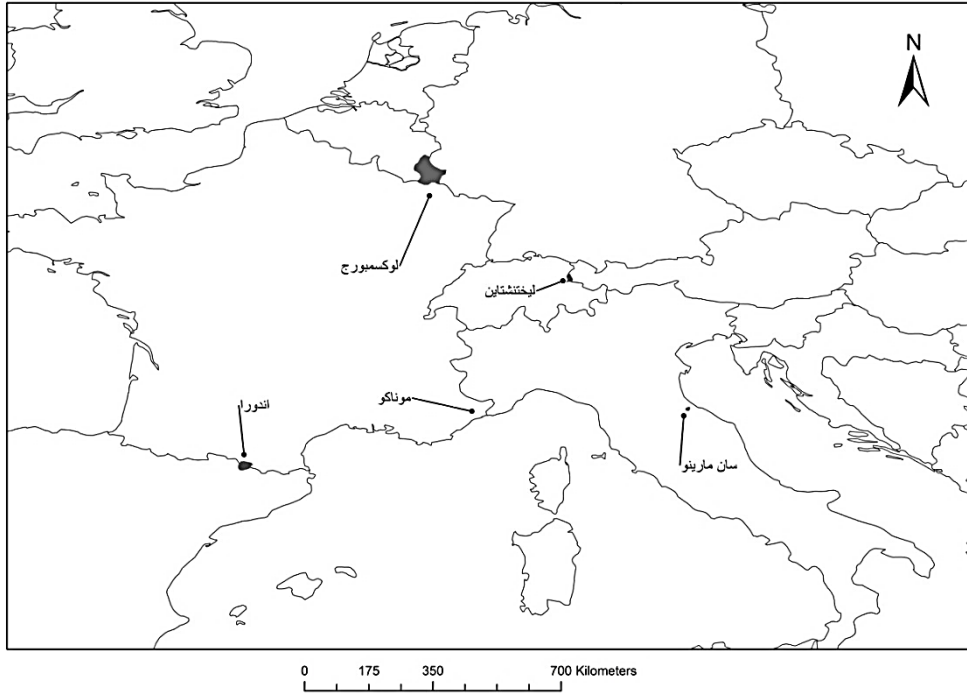 N
لوكسمبورج
ليختنشتاين
موناكو
اندورا
سان مارينو
0 175 350 700 Kilometers